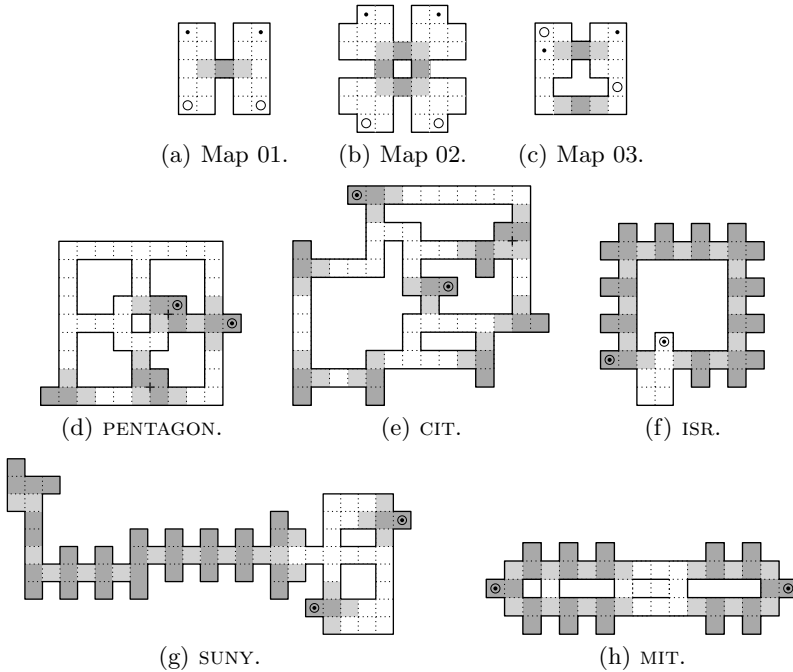 (a) Map 01.
(b) Map 02.
(c) Map 03.
(d) PENTAGON.
(e) CIT.
(f) ISR.
(g) SUNY.
(h) MIT.